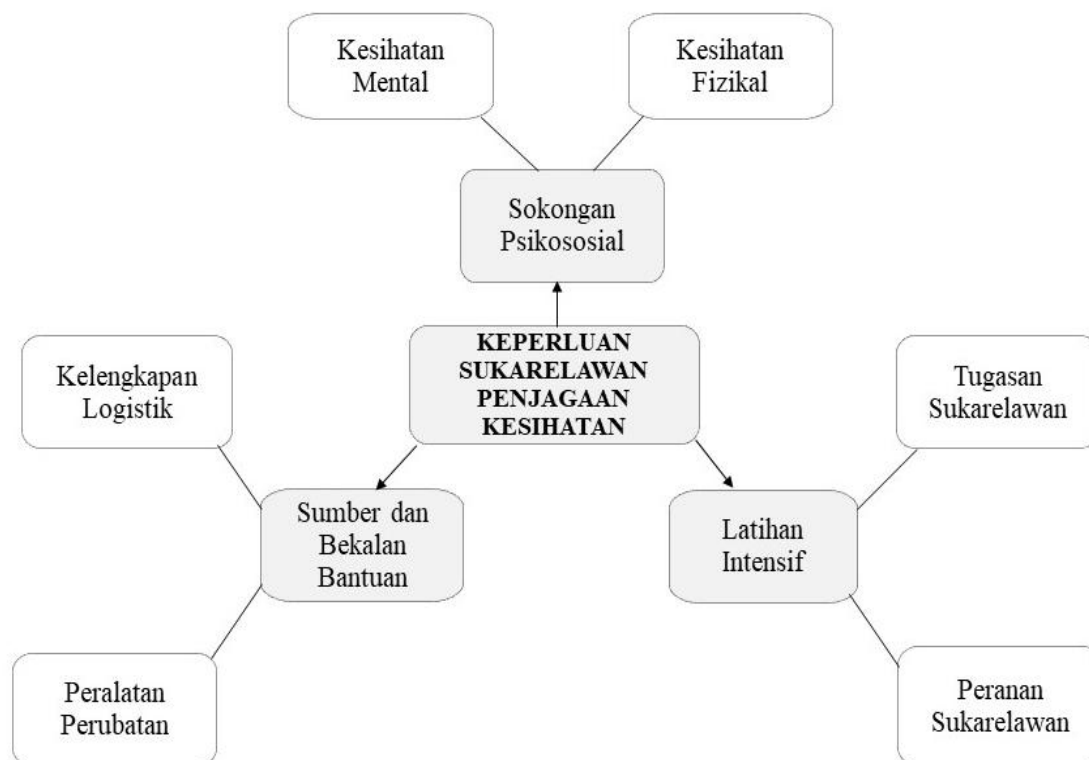 Kesihatan
Mental
Kesihatan
Fizikal
Sokongan
Psikososial
KEPERLUAN
SUKARELAWAN
PENJAGAAN
KESIHATAN
Kelengkapan
Logistik
Tugasan
Sukarelawan
Sumber dan
Bekalan
Bantuan
Latihan
Intensif
Peralatan
Perubatan
Peranan
Sukarelawan